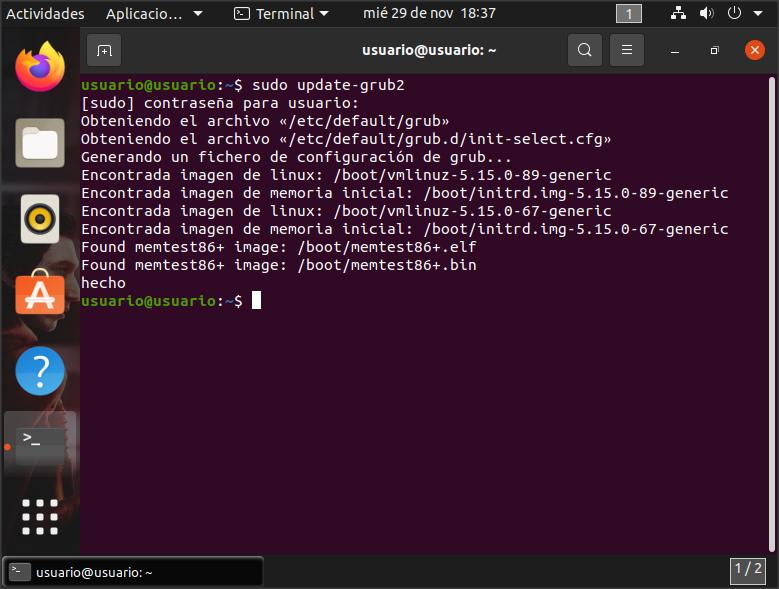 Actividades Aplicacio... Terminal mié 29 de nov 18:37 1
usuario@usuario: ~
usuario@usuario:~$ sudo update-grub2
[sudo] contraseña para usuario:
Obteniendo el archivo «/etc/default/grub»
Obteniendo el archivo «/etc/default/grub.d/init-select.cfg»
Generando un fichero de configuración de grub...
Encontrada imagen de linux: /boot/vmlinuz-5.15.0-89-generic
Encontrada imagen de memoria inicial: /boot/initrd.img-5.15.0-89-generic
Encontrada imagen de linux: /boot/vmlinuz-5.15.0-67-generic
Encontrada imagen de memoria inicial: /boot/initrd.img-5.15.0-67-generic
Found memtest86+ image: /boot/memtest86+.elf
Found memtest86+ image: /boot/memtest86+.bin
hecho
usuario@usuario:~$
usuario@usuario: ~ 1 / 2